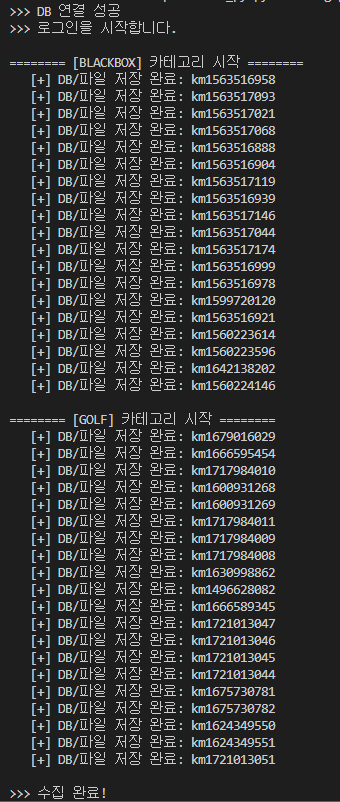 >>> DB 연결 성공
>>> 로그인을 시작합니다.
======== [BLACKBOX] 카테고리 시작 ========
[+] DB/파일 저장 완료: km1563516958
[+] DB/파일 저장 완료: km1563517093
[+] DB/파일 저장 완료: km1563517021
[+] DB/파일 저장 완료: km1563517068
[+] DB/파일 저장 완료: km1563516888
[+] DB/파일 저장 완료: km1563516904
[+] DB/파일 저장 완료: km1563517119
[+] DB/파일 저장 완료: km1563516939
[+] DB/파일 저장 완료: km1563517146
[+] DB/파일 저장 완료: km1563517044
[+] DB/파일 저장 완료: km1563517174
[+] DB/파일 저장 완료: km1563516999
[+] DB/파일 저장 완료: km1563516978
[+] DB/파일 저장 완료: km1599720120
[+] DB/파일 저장 완료: km1563516921
[+] DB/파일 저장 완료: km1560223614
[+] DB/파일 저장 완료: km1560223596
[+] DB/파일 저장 완료: km1642138202
[+] DB/파일 저장 완료: km1560224146
======== [GOLF] 카테고리 시작 ========
[+] DB/파일 저장 완료: km1679016029
[+] DB/파일 저장 완료: km1666595454
[+] DB/파일 저장 완료: km1717984010
[+] DB/파일 저장 완료: km1600931268
[+] DB/파일 저장 완료: km1600931269
[+] DB/파일 저장 완료: km1717984011
[+] DB/파일 저장 완료: km1717984009
[+] DB/파일 저장 완료: km1717984008
[+] DB/파일 저장 완료: km1630998862
[+] DB/파일 저장 완료: km1496628082
[+] DB/파일 저장 완료: km1666589345
[+] DB/파일 저장 완료: km1721013047
[+] DB/파일 저장 완료: km1721013046
[+] DB/파일 저장 완료: km1721013045
[+] DB/파일 저장 완료: km1721013044
[+] DB/파일 저장 완료: km1675730781
[+] DB/파일 저장 완료: km1675730782
[+] DB/파일 저장 완료: km1624349550
[+] DB/파일 저장 완료: km1624349551
[+] DB/파일 저장 완료: km1721013051
>>> 수집 완료!